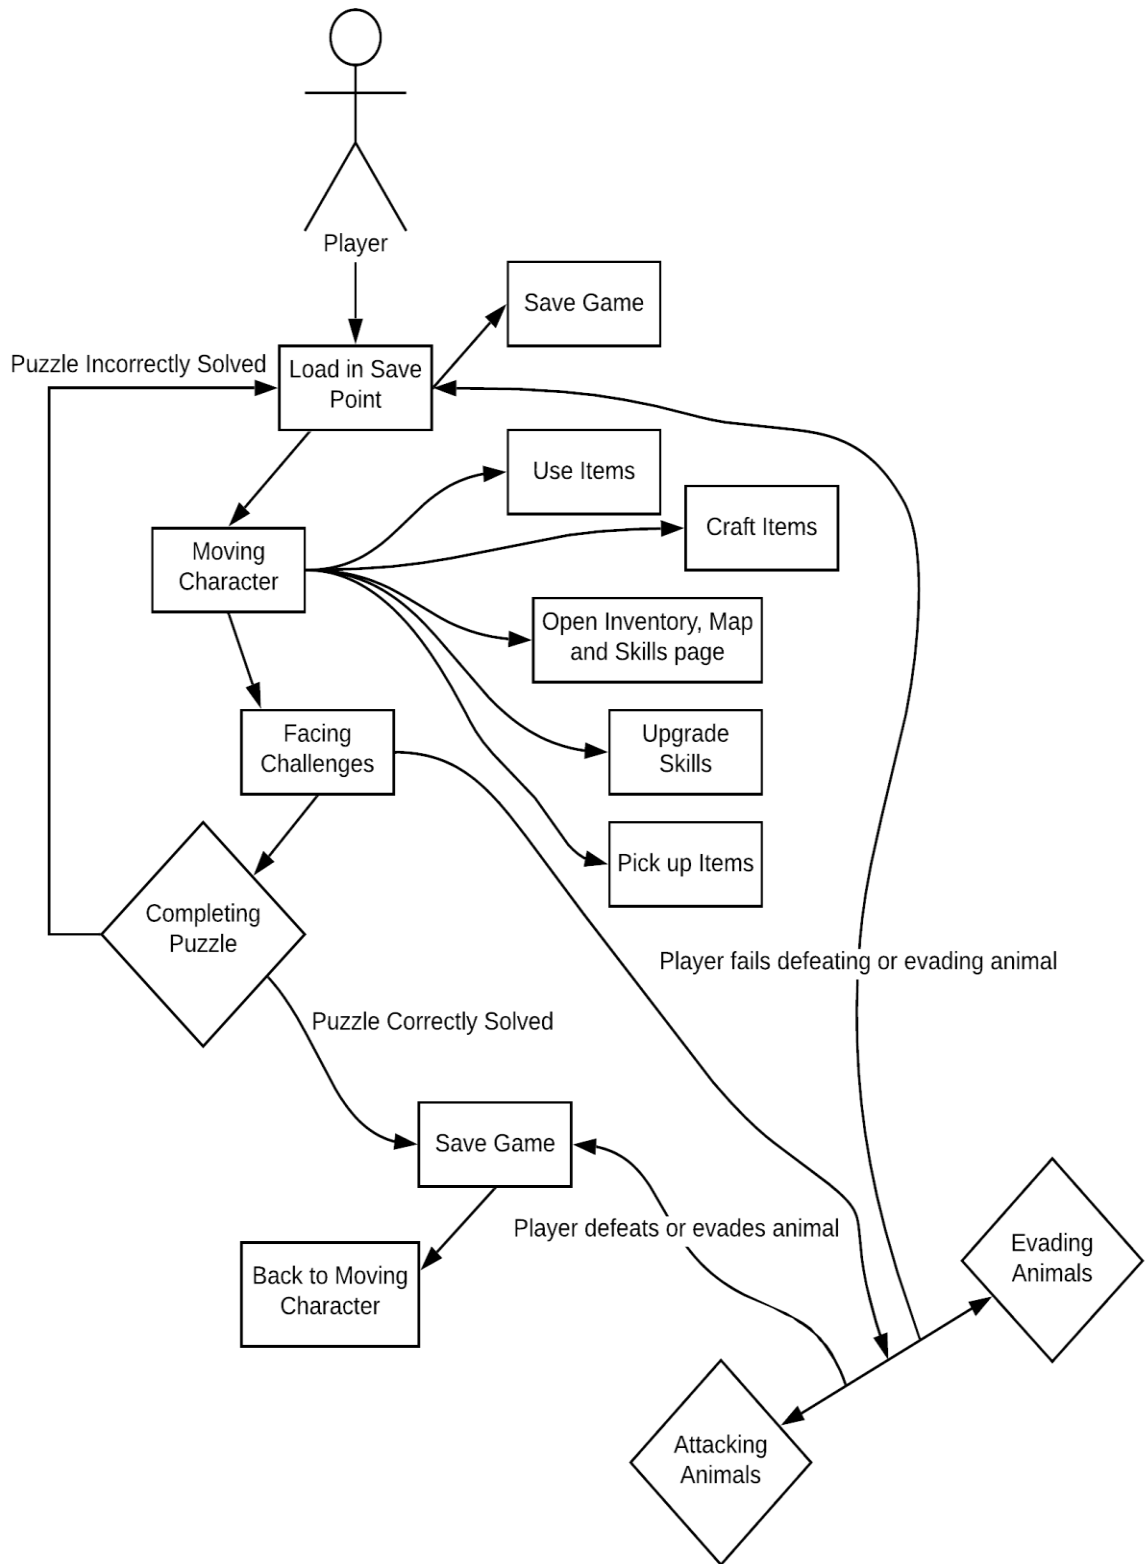 Player
Save Game
Puzzle Incorrectly Solved
Load in Save
Point
Use Items
Craft Items
Moving
Character
Open Inventory, Map
and Skills page
Facing
Challenges
Upgrade
Skills
Pick up Items
Completing
Puzzle
Player fails defeating or evading animal
Puzzle Correctly Solved
Save Game
Player defeats or evades animal
Evading
Animals
Back to Moving
Character
Attacking
Animals